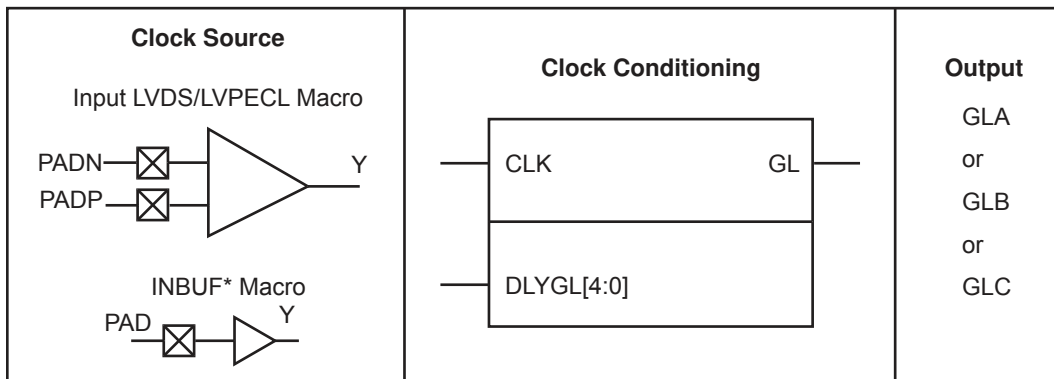 Clock Source
Input LVDS/LVPECL Macro
PADN
PADP
Y
INBUF* Macro
PAD
Y
Clock Conditioning
CLK
GL
DLYGL[4:0]
Output
GLA
or
GLB
or
GLC